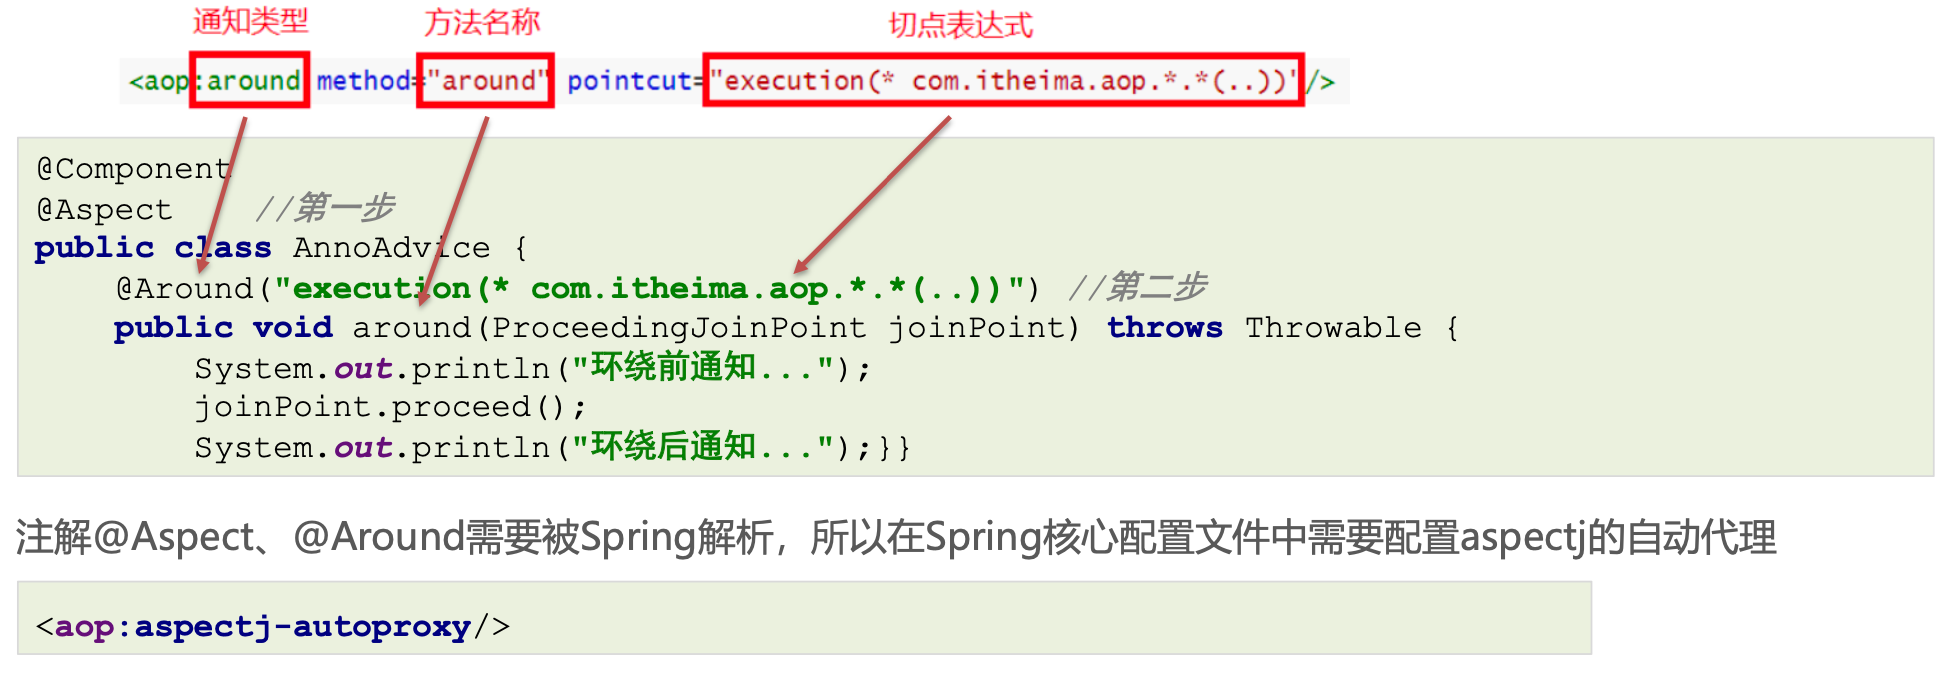 通知类型 方法名称 切点表达式
<aop:around method="around" pointcut="execution(* com.itheima.aop.*.*(..))"/>
@Component
@Aspect //第一步
public class AnnoAdvice {
@Around("execution(* com.itheima.aop.*.*(..))") //第二步
public void around(ProceedingJoinPoint joinPoint) throws Throwable {
System.out.println("环绕前通知...");
joinPoint.proceed();
System.out.println("环绕后通知...");}}
注解@Aspect、@Around需要被Spring解析，所以在Spring核心配置文件中需要配置aspectj的自动代理
<aop:aspectj-autoproxy/>